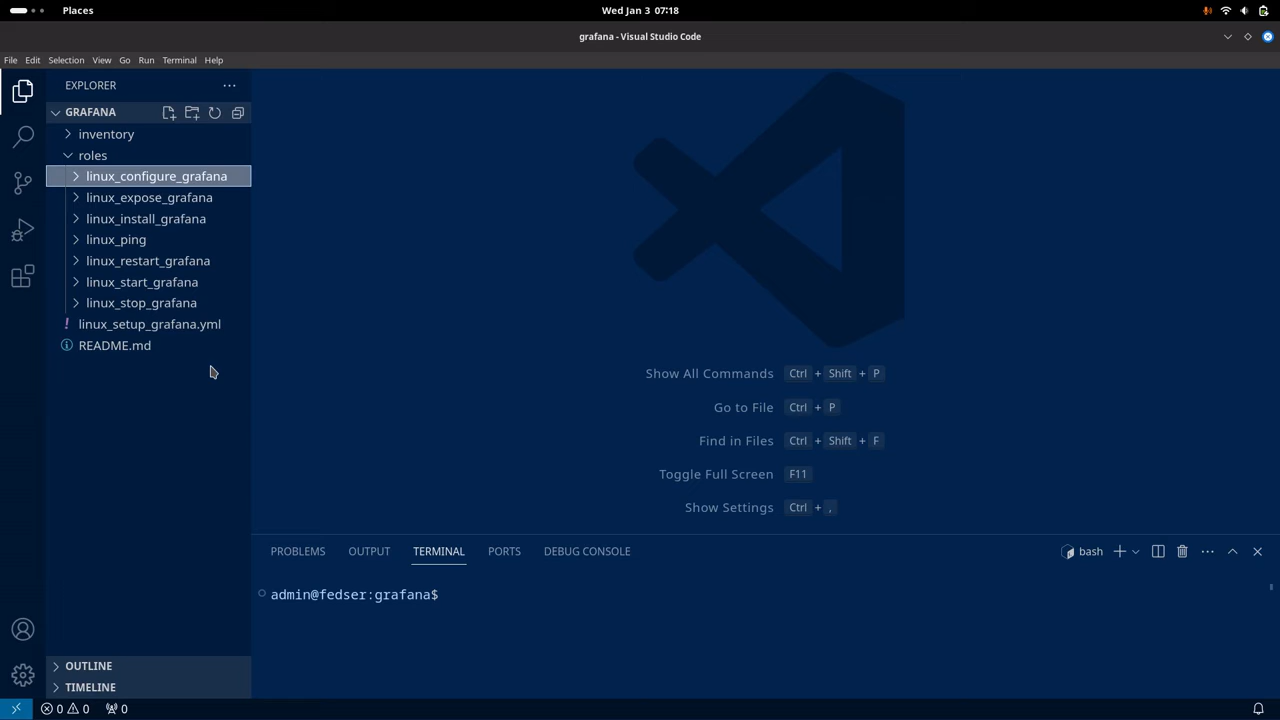 Places
Wed Jan 3 07:18
grafana - Visual Studio Code
File Edit Selection View Go Run Terminal Help
EXPLORER
GRAFANA
inventory
roles
linux_configure_grafana
linux_expose_grafana
linux_install_grafana
linux_ping
linux_restart_grafana
linux_start_grafana
linux_stop_grafana
! linux_setup_grafana.yml
README.md
Show All Commands Ctrl + Shift + P
Go to File Ctrl + P
Find in Files Ctrl + Shift + F
Toggle Full Screen F11
Show Settings Ctrl + ,
PROBLEMS OUTPUT TERMINAL PORTS DEBUG CONSOLE
bash
admin@fedser:grafana$
OUTLINE
TIMELINE
0 0 0